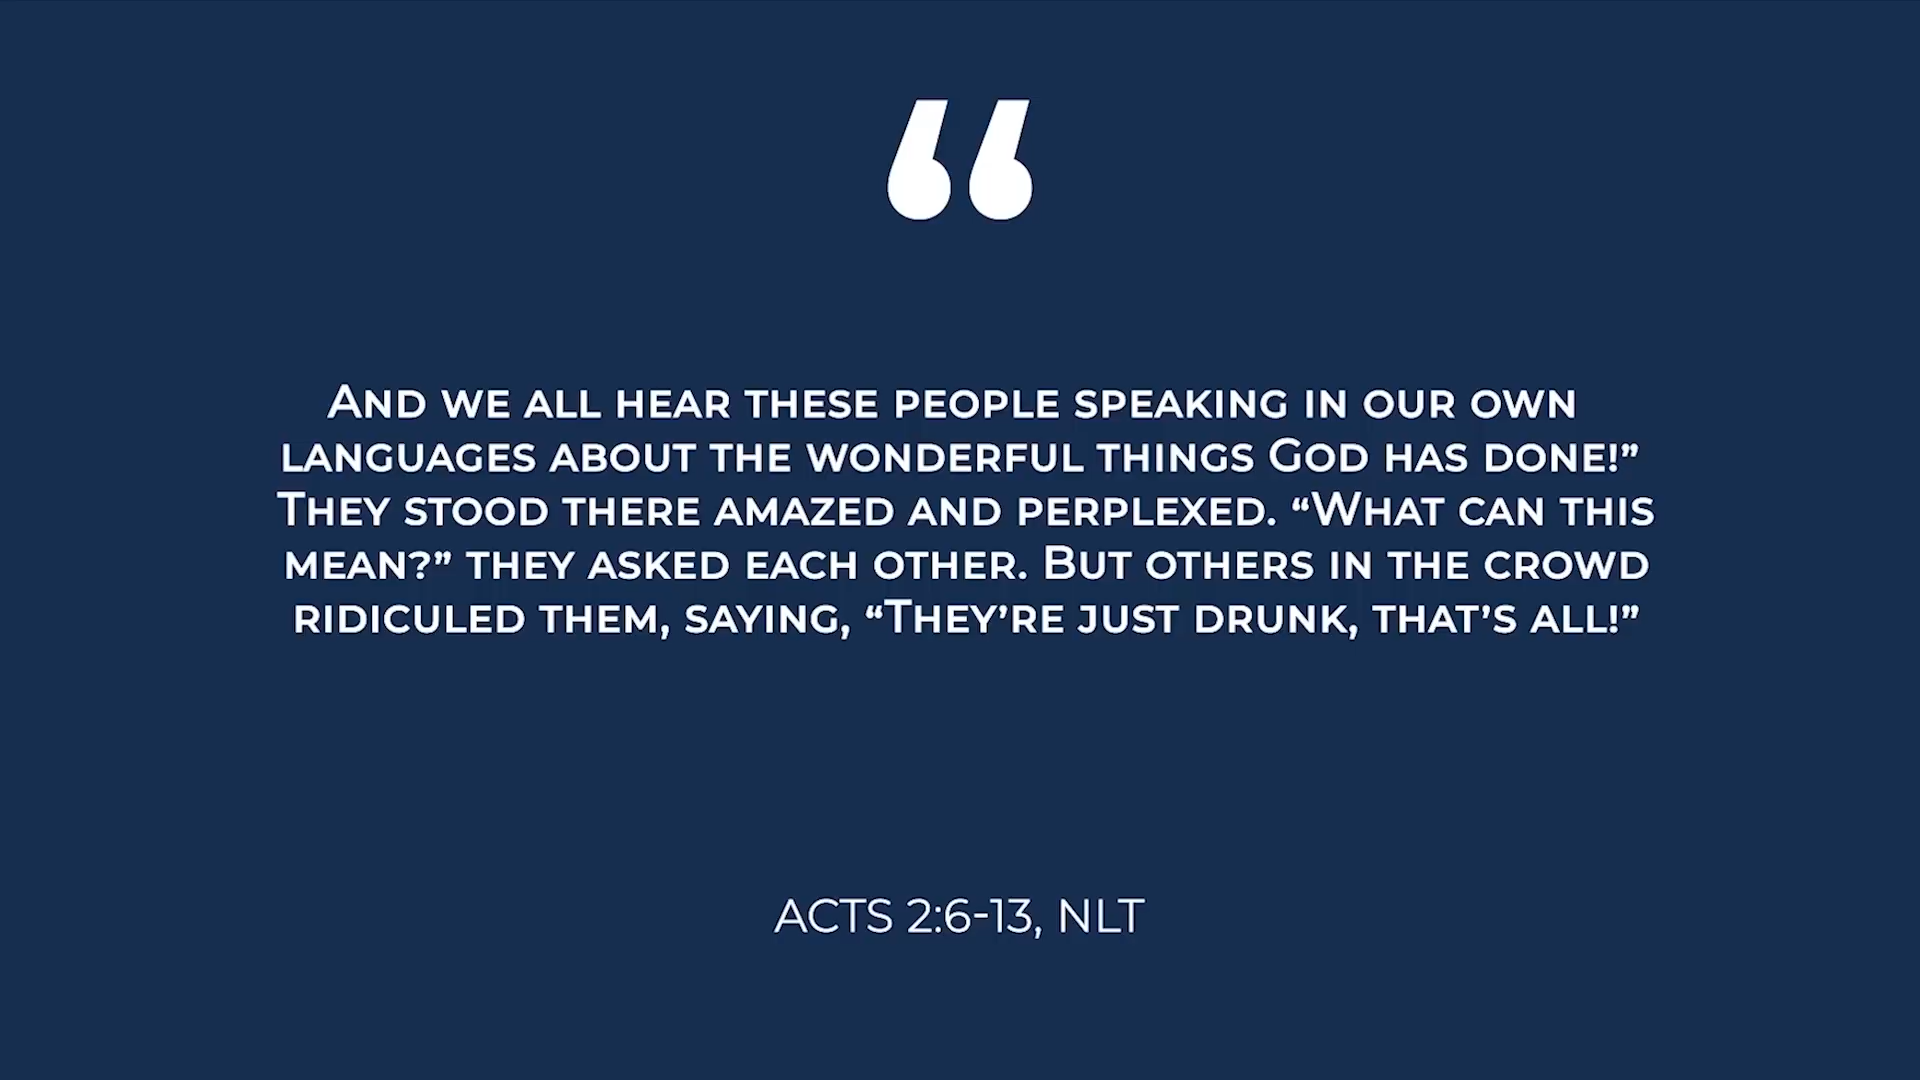 “
And we all hear these people speaking in our own
languages about the wonderful things God has done!”
They stood there amazed and perplexed. “What can this
mean?” they asked each other. But others in the crowd
ridiculed them, saying, “They’re just drunk, that’s all!”
ACTS 2:6-13, NLT